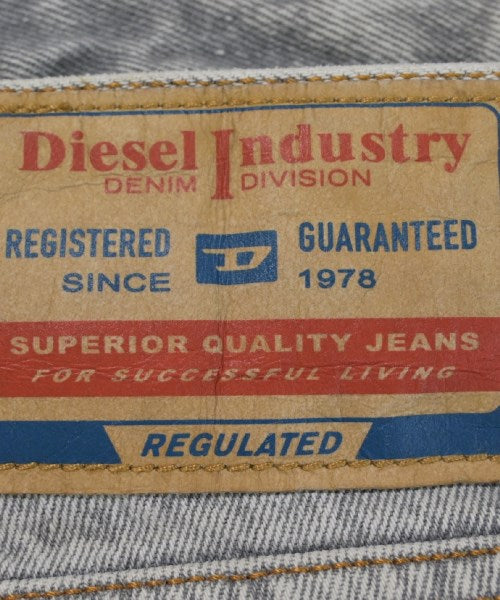 Diesel Industry
DENIM DIVISION
REGISTERED GUARANTEED
SINCE D 1978
SUPERIOR QUALITY JEANS
FOR SUCCESSFUL LIVING
REGULATED